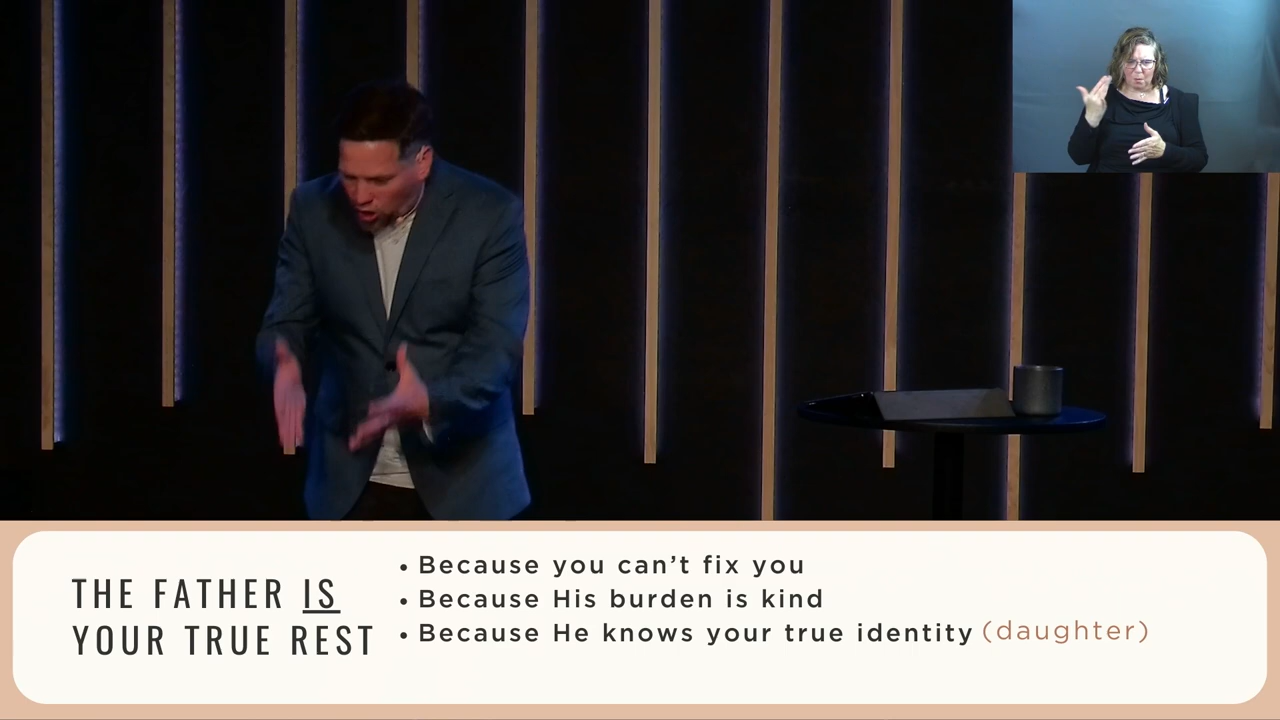 THE FATHER IS
YOUR TRUE REST
• Because you can’t fix you
• Because His burden is kind
• Because He knows your true identity (daughter)